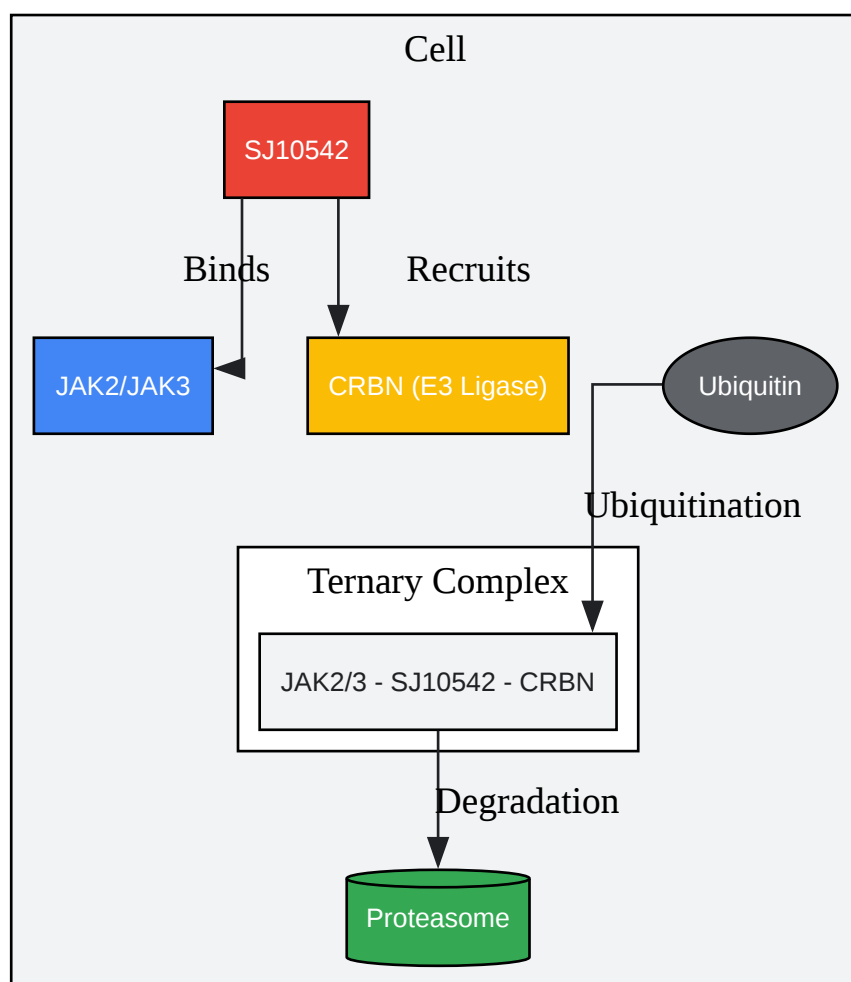 Cell
SJ10542
Binds
Recruits
JAK2/JAK3
CRBN (E3 Ligase)
Ubiquitin
Ubiquitination
Ternary Complex
JAK2/3 - SJ10542 - CRBN
Degradation
Proteasome